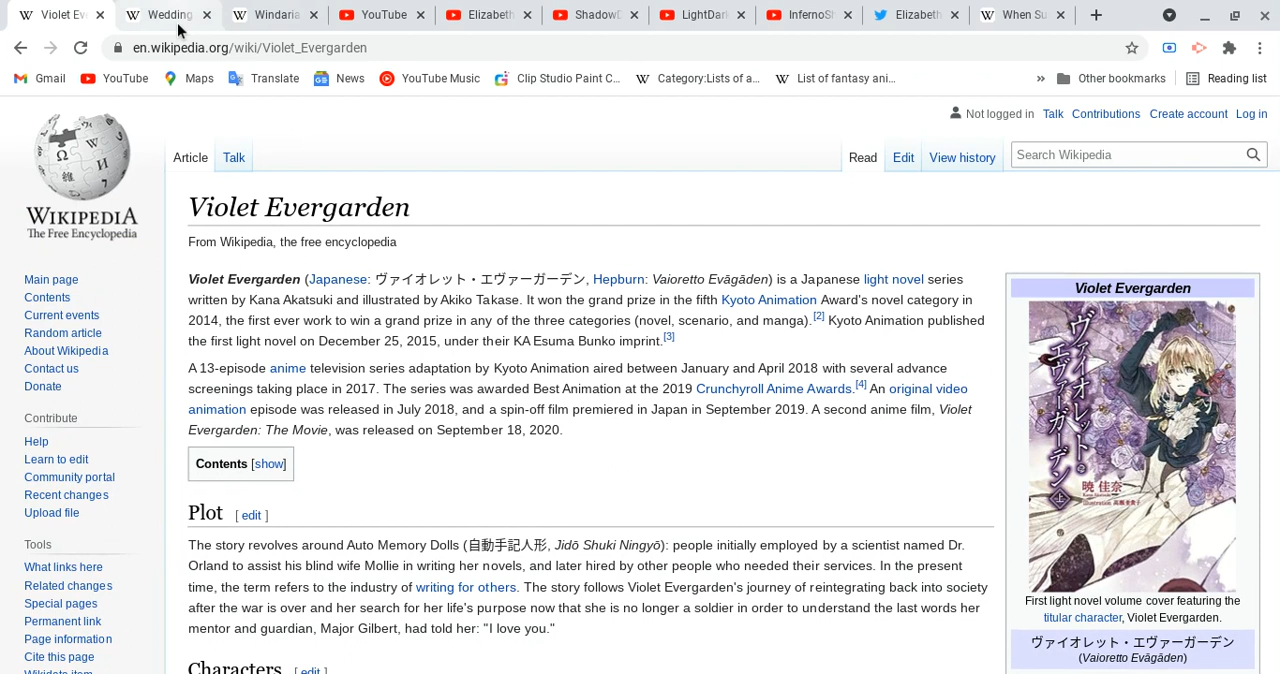 Violet Ev
Wedding
Windaria
YouTube
Elizabeth
ShadowD
LightDark
InfernoSh
Elizabeth
When Su
en.wikipedia.org/wiki/Violet_Evergarden
Gmail
YouTube
Maps
Translate
News
YouTube Music
Clip Studio Paint C...
Category:Lists of a...
List of fantasy ani...
»
Other bookmarks
Reading list
Not logged in
Talk
Contributions
Create account
Log in
Article
Talk
Read
Edit
View history
Search Wikipedia
WIKIPEDIA
The Free Encyclopedia
Main page
Contents
Current events
Random article
About Wikipedia
Contact us
Donate
Contribute
Help
Learn to edit
Community portal
Recent changes
Upload file
Tools
What links here
Related changes
Special pages
Permanent link
Page information
Cite this page
Wikidata item
Violet Evergarden
From Wikipedia, the free encyclopedia
Violet Evergarden (Japanese: ヴァイオレット・エヴァーガーデン, Hepburn: Vaioretto Evāgāden) is a Japanese light novel series
written by Kana Akatsuki and illustrated by Akiko Takase. It won the grand prize in the fifth Kyoto Animation Award's novel category in
2014, the first ever work to win a grand prize in any of the three categories (novel, scenario, and manga).[2] Kyoto Animation published
the first light novel on December 25, 2015, under their KA Esuma Bunko imprint.[3]
A 13-episode anime television series adaptation by Kyoto Animation aired between January and April 2018 with several advance
screenings taking place in 2017. The series was awarded Best Animation at the 2019 Crunchyroll Anime Awards.[4] An original video
animation episode was released in July 2018, and a spin-off film premiered in Japan in September 2019. A second anime film, Violet
Evergarden: The Movie, was released on September 18, 2020.
Contents [show]
Plot [ edit ]
The story revolves around Auto Memory Dolls (自動手記人形, Jidō Shuki Ningyō): people initially employed by a scientist named Dr.
Orland to assist his blind wife Mollie in writing her novels, and later hired by other people who needed their services. In the present
time, the term refers to the industry of writing for others. The story follows Violet Evergarden's journey of reintegrating back into society
after the war is over and her search for her life's purpose now that she is no longer a soldier in order to understand the last words her
mentor and guardian, Major Gilbert, had told her: "I love you."
Characters [ edit ]
Violet Evergarden
ヴァイオレット・
エヴァーガーデン
上
暁 佳奈
First light novel volume cover featuring the
titular character, Violet Evergarden.
ヴァイオレット・エヴァーガーデン
(Vaioretto Evāgāden)